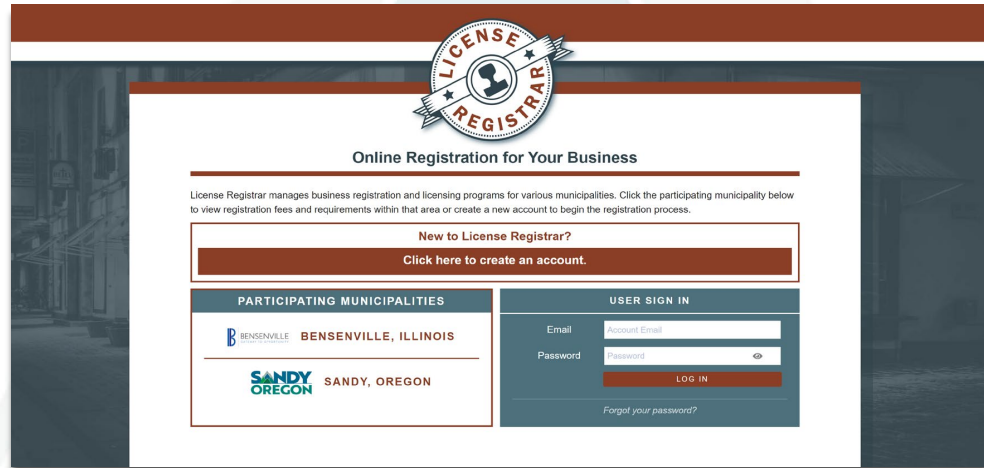 LICENSE
REGISTRAR
Online Registration for Your Business
License Registrar manages business registration and licensing programs for various municipalities. Click the participating municipality below
to view registration fees and requirements within that area or create a new account to begin the registration process.
New to License Registrar?
Click here to create an account.
PARTICIPATING MUNICIPALITIES
BENSENVILLE
BENSENVILLE, ILLINOIS
SANDY
OREGON
SANDY, OREGON
USER SIGN IN
Email
Account Email
Password
Password
LOG IN
Forgot your password?